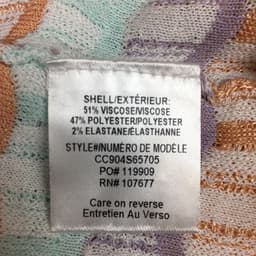 SHELL/EXTÉRIEUR:
51% VISCOSE/VISCOSE
47% POLYESTER/POLYESTER
2% ELASTANE/ÉLASTHANNE
STYLE#/NUMÉRO DE MODÈLE
CC904S65705
PO# 119909
RN# 107677
Care on reverse
Entretien Au Verso